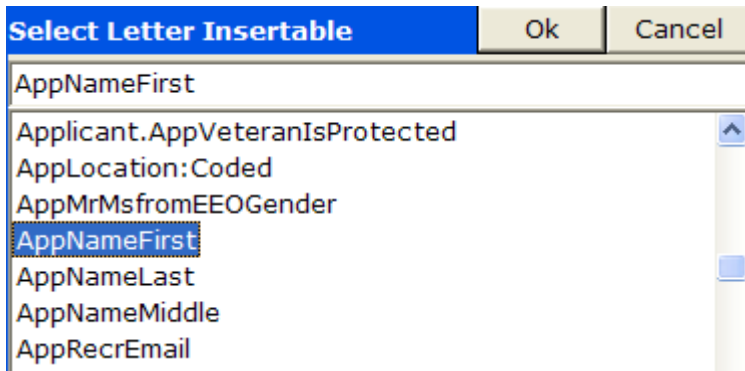 Select Letter Insertable Ok Cancel
AppNameFirst
Applicant.AppVeteranIsProtected
AppLocation:Coded
AppMrMsfromEEOGender
AppNameFirst
AppNameLast
AppNameMiddle
AppRecrEmail